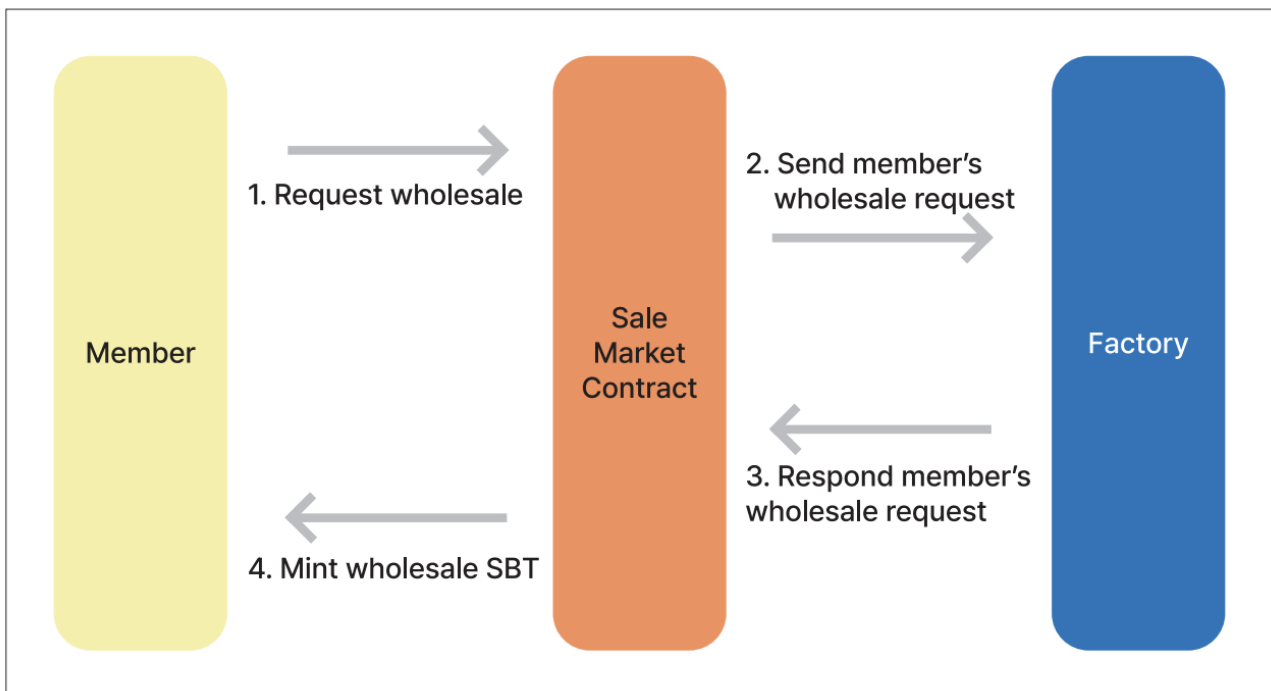 1. Request wholesale
2. Send member's
wholesale request
Member
Sale
Market
Contract
Factory
3. Respond member's
wholesale request
4. Mint wholesale SBT